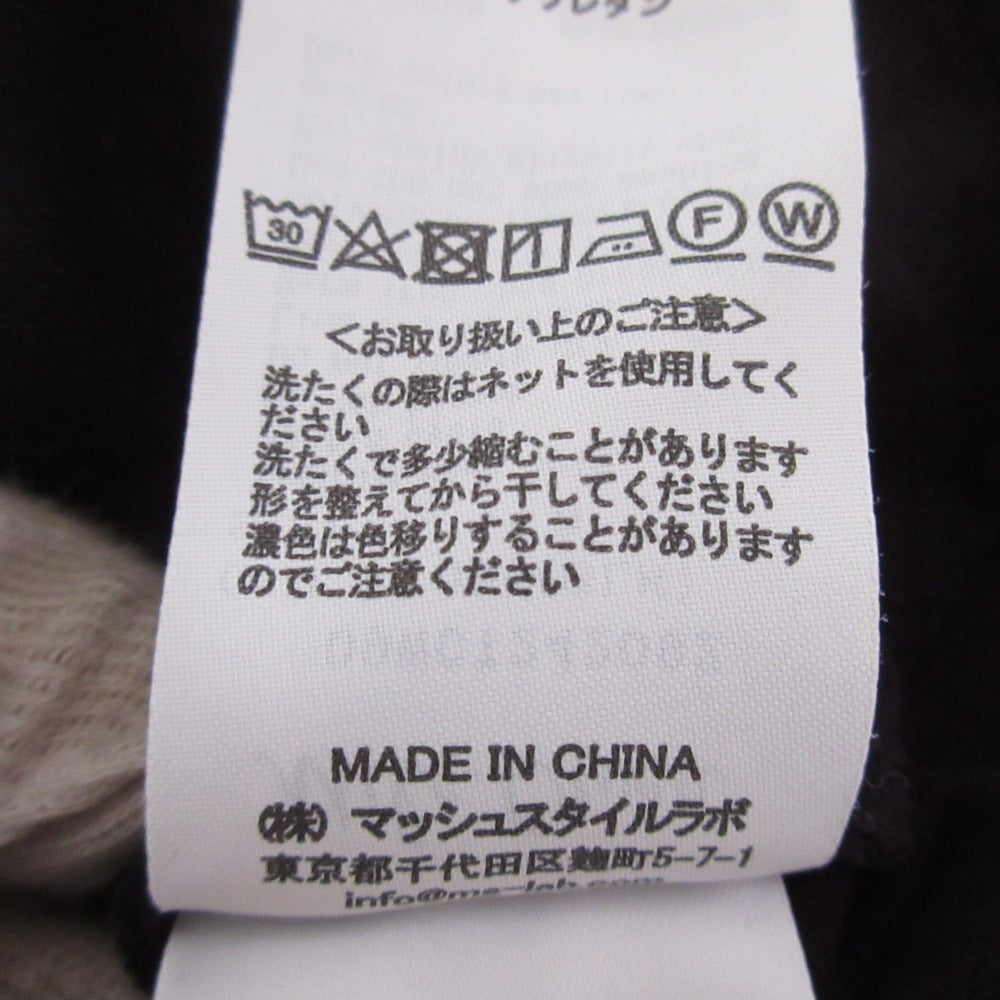 30
F W
<お取り扱い上のご注意>
洗たくの際はネットを使用してく
ださい
洗たくで多少縮むことがあります
形を整えてから干してください
濃色は色移りすることがあります
のでご注意ください
MADE IN CHINA
(株) マッシュスタイルラボ
東京都千代田区麹町5-7-1
info@ms-lab.com